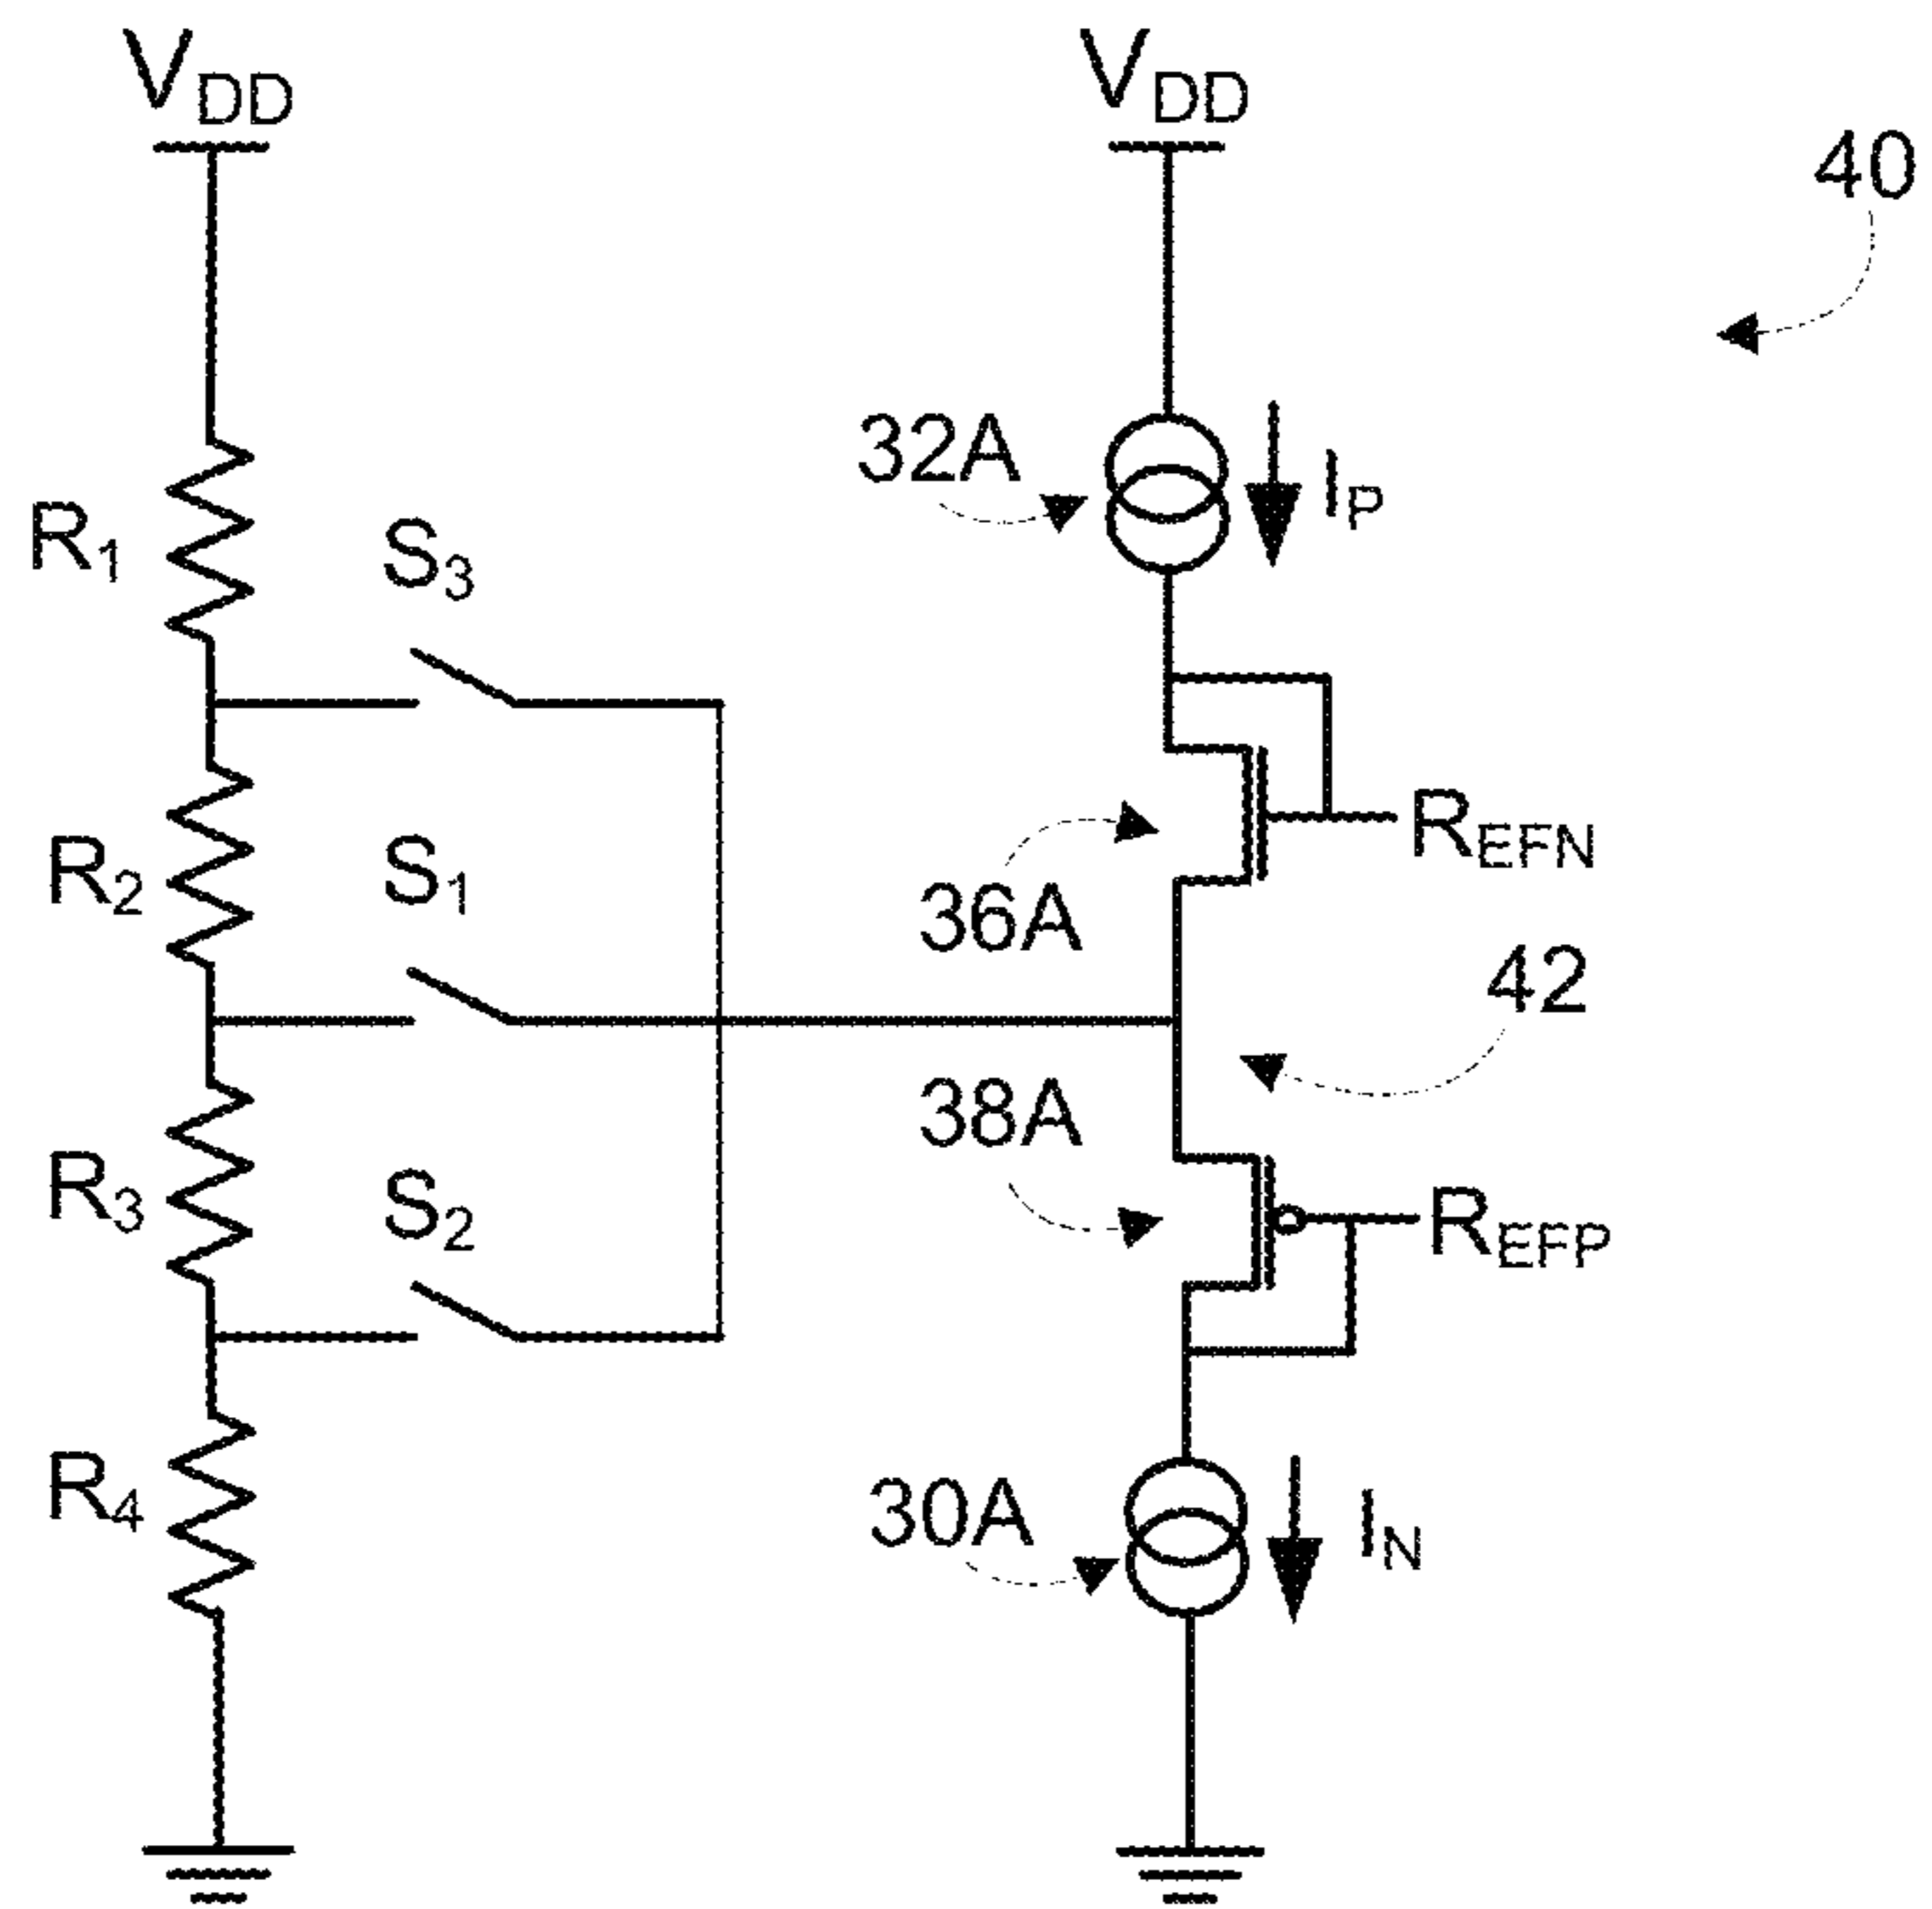 VDD
VDD
40
32A
IP
R1
S3
REFN
R2
S1
36A
42
38A
R3
S2
REFP
R4
30A
IN